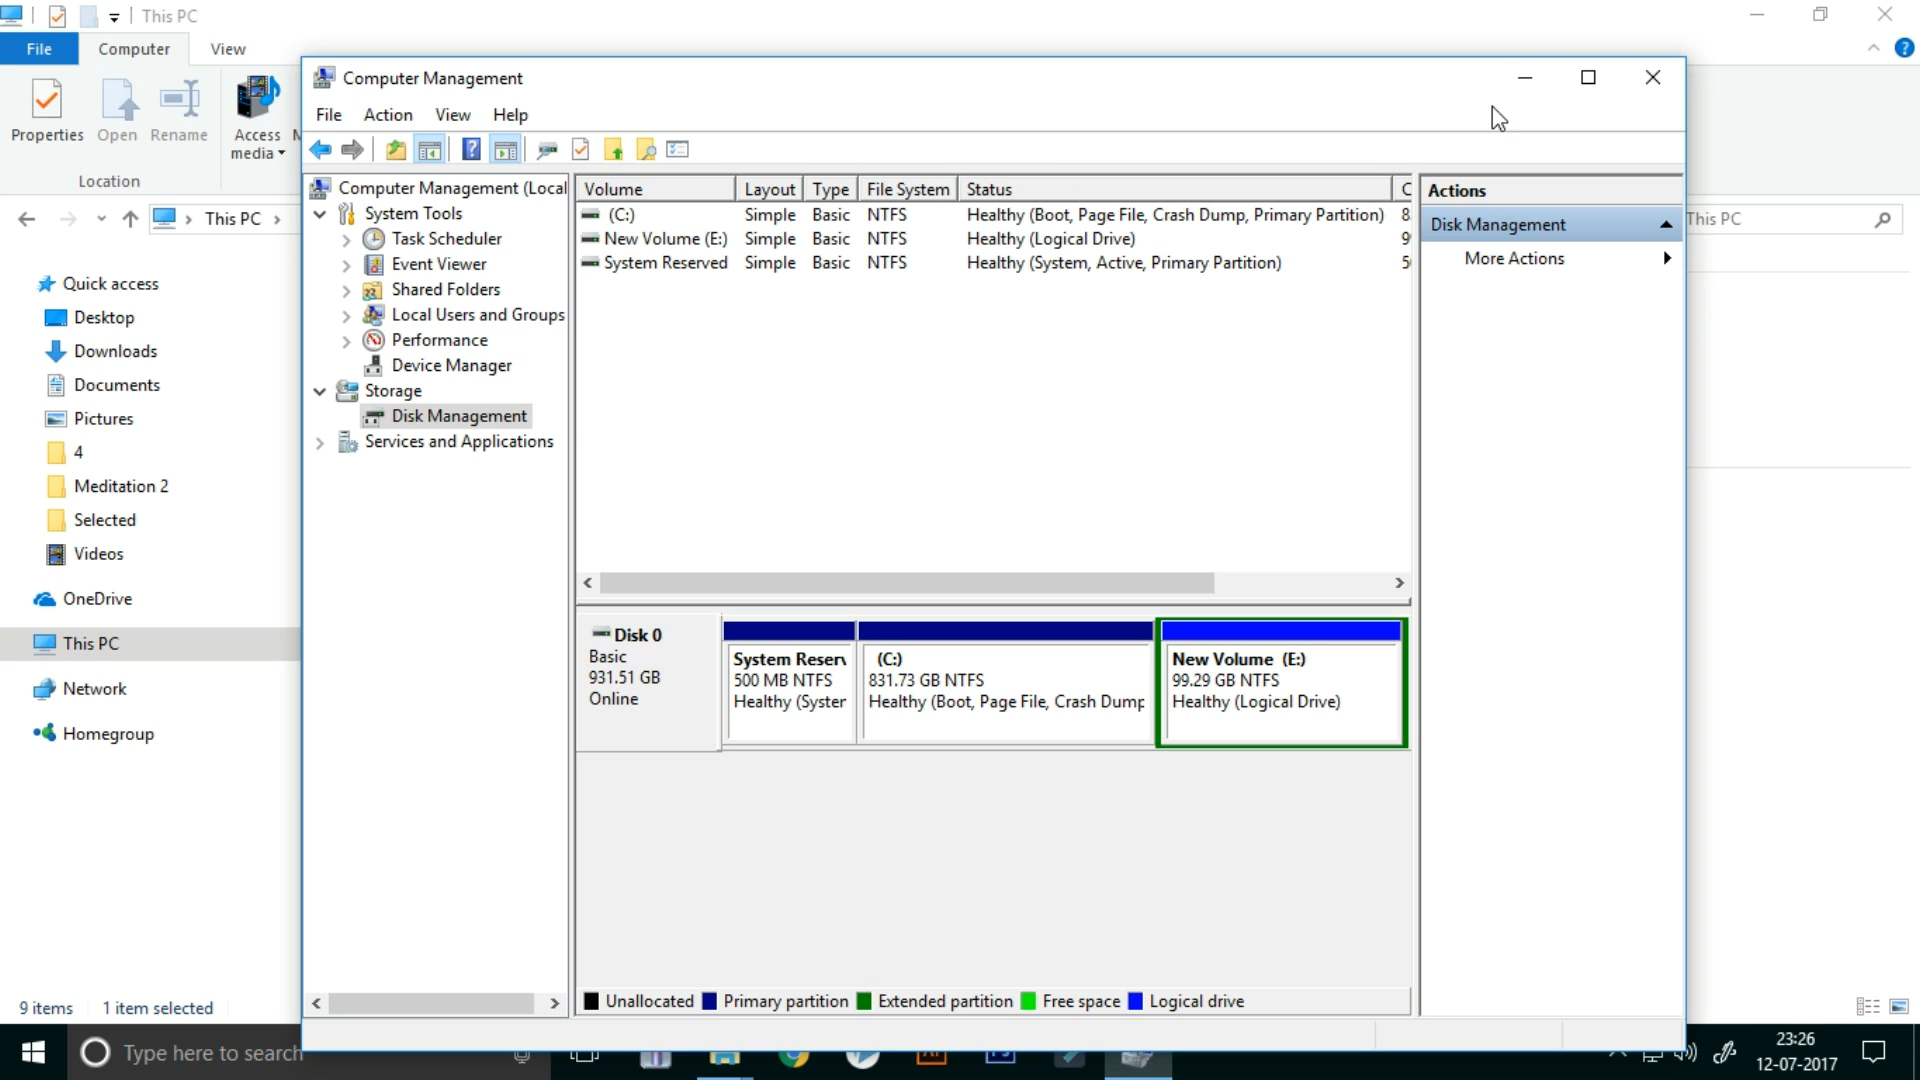 This PC
File Computer View
Computer Management
File Action View Help
Properties Open Rename Access
media
Location
This PC
This PC
Quick access
Desktop
Downloads
Documents
Pictures
4
Meditation 2
Selected
Videos
OneDrive
This PC
Network
Homegroup
9 items 1 item selected
Computer Management (Local
System Tools
Task Scheduler
Event Viewer
Shared Folders
Local Users and Groups
Performance
Device Manager
Storage
Disk Management
Services and Applications
Volume Layout Type File System Status C
(C:) Simple Basic NTFS Healthy (Boot, Page File, Crash Dump, Primary Partition) 8
New Volume (E:) Simple Basic NTFS Healthy (Logical Drive) 9
System Reserved Simple Basic NTFS Healthy (System, Active, Primary Partition) 5
Disk 0
Basic
931.51 GB
Online
System Reserv
500 MB NTFS
Healthy (Syster
(C:)
831.73 GB NTFS
Healthy (Boot, Page File, Crash Dump
New Volume (E:)
99.29 GB NTFS
Healthy (Logical Drive)
Unallocated Primary partition Extended partition Free space Logical drive
Actions
Disk Management
More Actions
Type here to search
23:26
12-07-2017